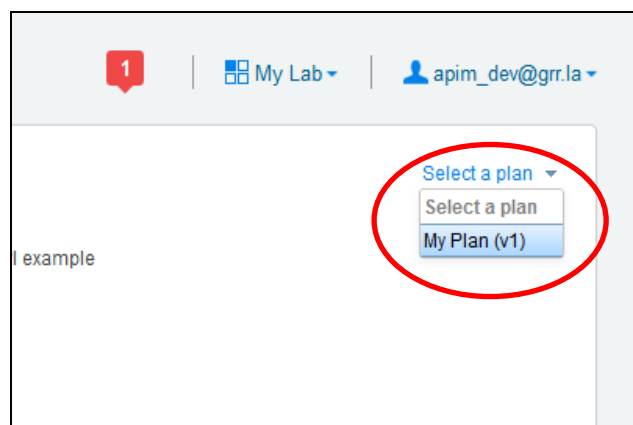 1
My Lab
apim_dev@grr.la
Select a plan
Select a plan
My Plan (v1)
l example